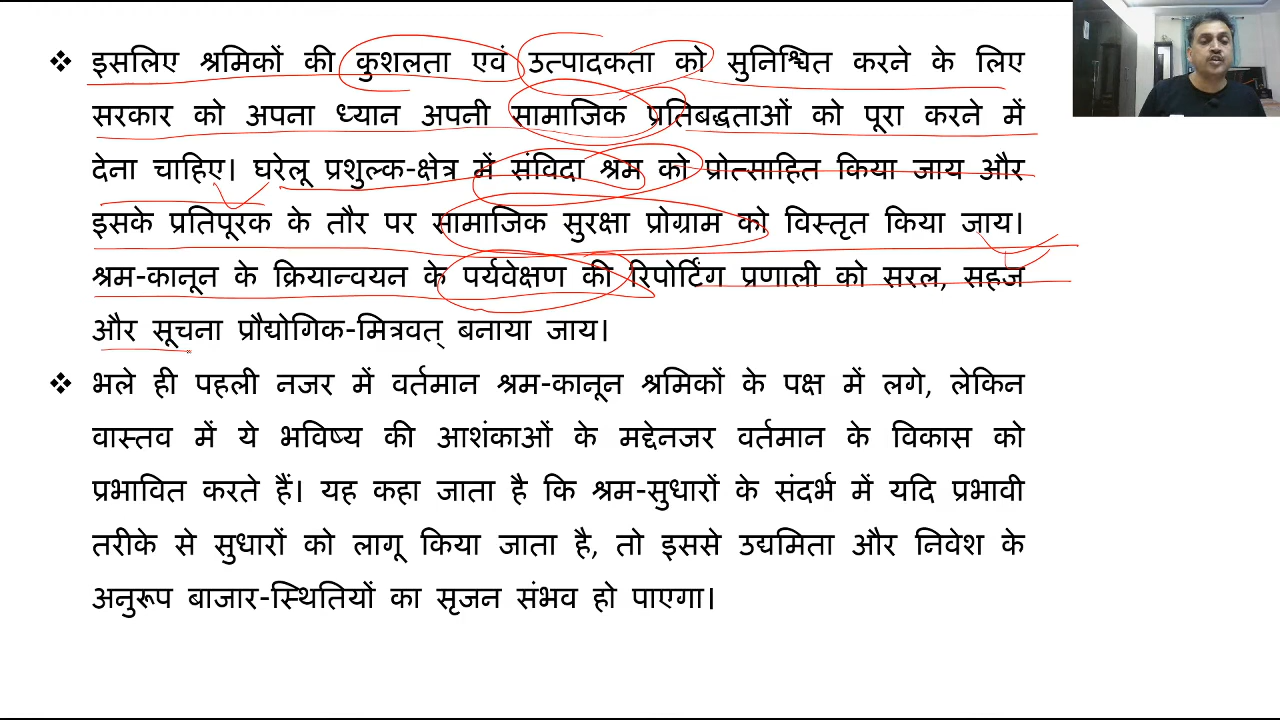 ❖ इसलिए श्रमिकों की कुशलता एवं उत्पादकता को सुनिश्चित करने के लिए
सरकार को अपना ध्यान अपनी सामाजिक प्रतिबद्धताओं को पूरा करने में
देना चाहिए। घरेलू प्रशुल्क-क्षेत्र में संविदा श्रम को प्रोत्साहित किया जाय और
इसके प्रतिपूरक के तौर पर सामाजिक सुरक्षा प्रोग्राम को विस्तृत किया जाय।
श्रम-कानून के क्रियान्वयन के पर्यवेक्षण की रिपोर्टिंग प्रणाली को सरल, सहज
और सूचना प्रौद्योगिक-मित्रवत् बनाया जाय।
❖ भले ही पहली नजर में वर्तमान श्रम-कानून श्रमिकों के पक्ष में लगे, लेकिन
वास्तव में ये भविष्य की आशंकाओं के मद्देनजर वर्तमान के विकास को
प्रभावित करते हैं। यह कहा जाता है कि श्रम-सुधारों के संदर्भ में यदि प्रभावी
तरीके से सुधारों को लागू किया जाता है, तो इससे उद्यमिता और निवेश के
अनुरूप बाजार-स्थितियों का सृजन संभव हो पाएगा।